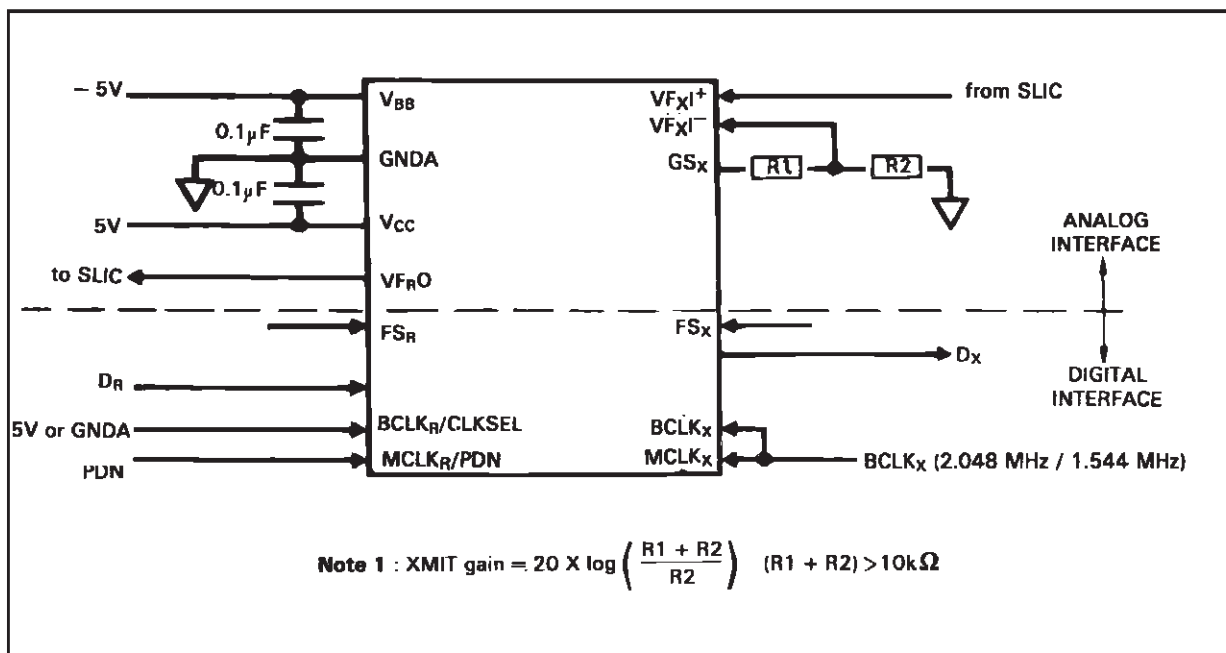 − 5V
V_BB
VF_XI⁺
from SLIC
VF_XI⁻
0.1μF
GNDA
GS_X
R1
R2
0.1μF
5V
V_CC
ANALOG
INTERFACE
to SLIC
VF_RO
FS_R
FS_X
D_X
D_R
DIGITAL
INTERFACE
5V or GNDA
BCLK_R/CLKSEL
BCLK_X
PDN
MCLK_R/PDN
MCLK_X
BCLK_X (2.048 MHz / 1.544 MHz)
Note 1 : XMIT gain = 20 X log ( (R1 + R2) / R2 ) (R1 + R2) > 10kΩ